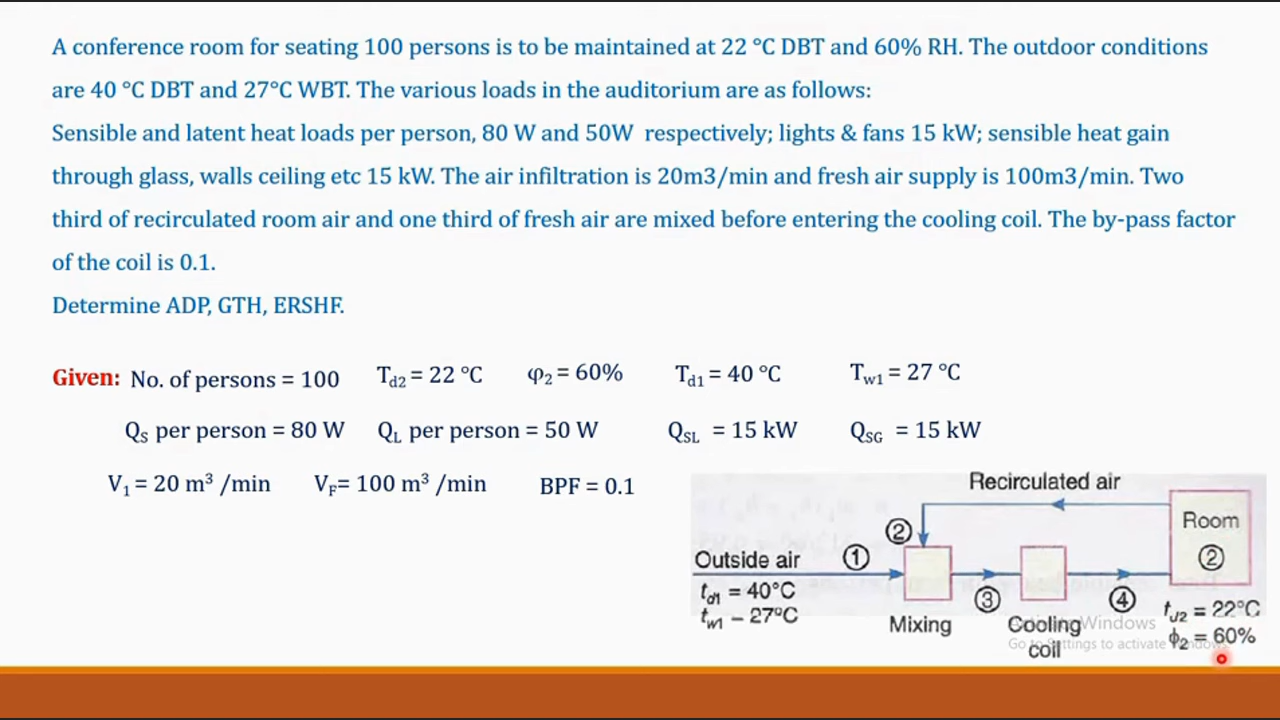 A conference room for seating 100 persons is to be maintained at 22 °C DBT and 60% RH. The outdoor conditions
are 40 °C DBT and 27°C WBT. The various loads in the auditorium are as follows:
Sensible and latent heat loads per person, 80 W and 50W respectively; lights & fans 15 kW; sensible heat gain
through glass, walls ceiling etc 15 kW. The air infiltration is 20m3/min and fresh air supply is 100m3/min. Two
third of recirculated room air and one third of fresh air are mixed before entering the cooling coil. The by-pass factor
of the coil is 0.1.
Determine ADP, GTH, ERSHF.
Given: No. of persons = 100 Td2 = 22 °C φ2 = 60% Td1 = 40 °C Tw1 = 27 °C
QS per person = 80 W QL per person = 50 W QSL = 15 kW QSG = 15 kW
V1 = 20 m³ /min VF= 100 m³ /min BPF = 0.1
Recirculated air
Room
②
②
Outside air ①
td1 = 40°C
tw1 – 27°C
Mixing
③
Cooling
coil
④
td2 = 22°C
ϕ2 = 60%
Activate Windows
Go to Settings to activate Windows.